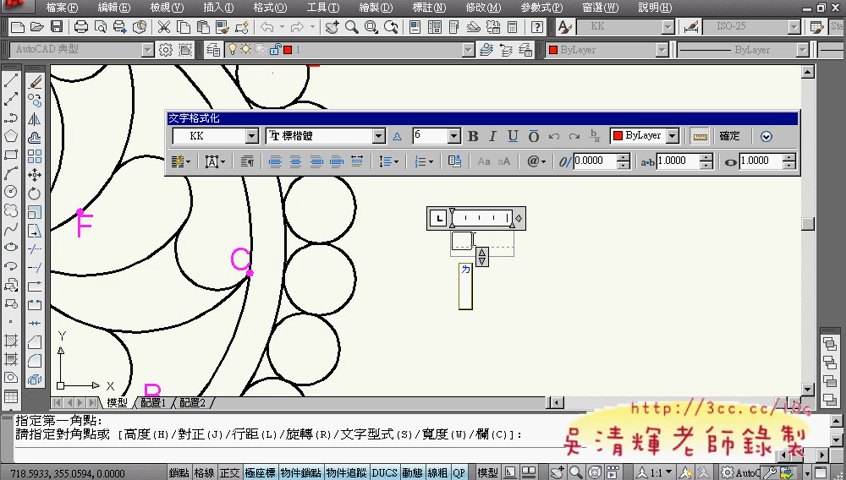 檔案(F) 編輯(E) 檢視(V) 插入(I) 格式(O) 工具(T) 繪製(D) 標註(N) 修改(M) 參數式(P) 視窗(W) 說明(H)
KK ISO-25
AutoCAD 典型 1 ByLayer ByLayer
文字格式化
KK 標楷體 6 B I U O ByLayer 確定
@ 0/ 0.0000 a•b 1.0000 1.0000
F
L
C
ㄌ
Y
X
模型 配置1 配置2
指定第一角點:
請指定對角點或 [高度(H)/對正(J)/行距(L)/旋轉(R)/文字型式(S)/寬度(W)/欄(C)]:
http://3cc.cc/1dg
吳清輝老師錄製
718.5933, 355.0594, 0.0000 鎖點 格線 正交 極座標 物件鎖點 物件追蹤 DUCS 動態 線粗 QP 模型 1:1 AutoC